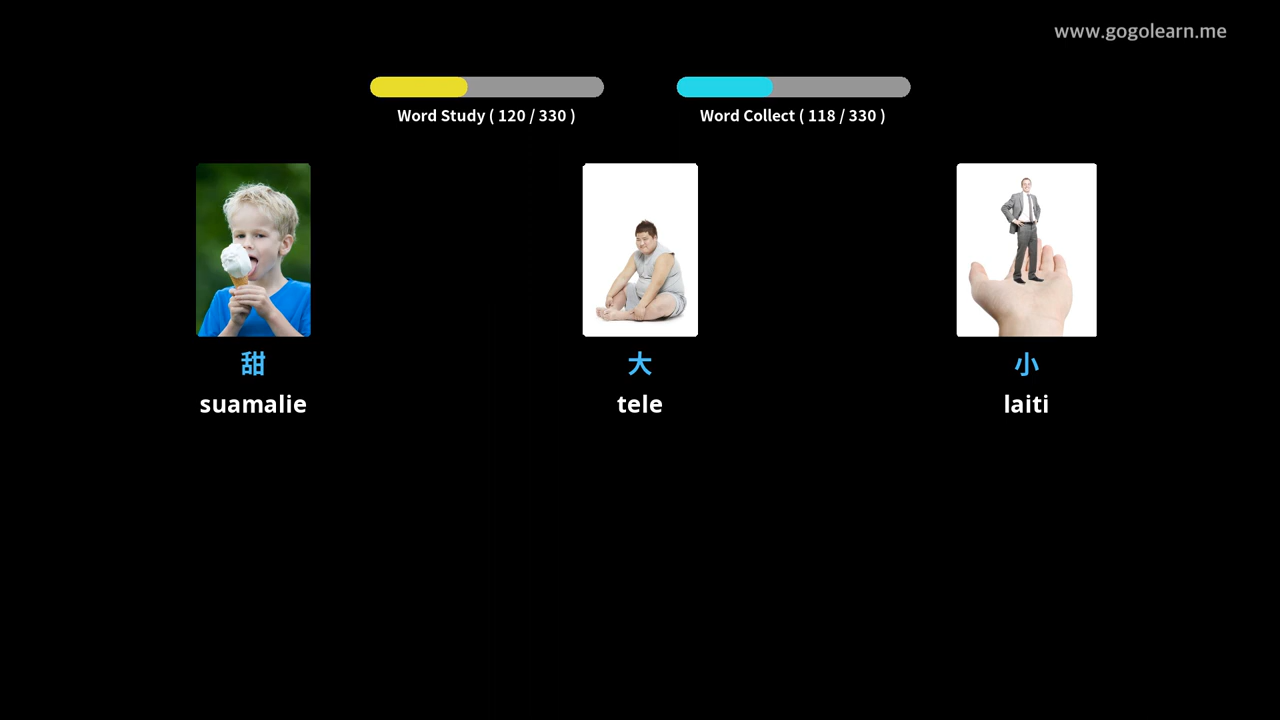 www.gogolearn.me
Word Study ( 120 / 330 )
Word Collect ( 118 / 330 )
甜
大
小
suamalie
tele
laiti